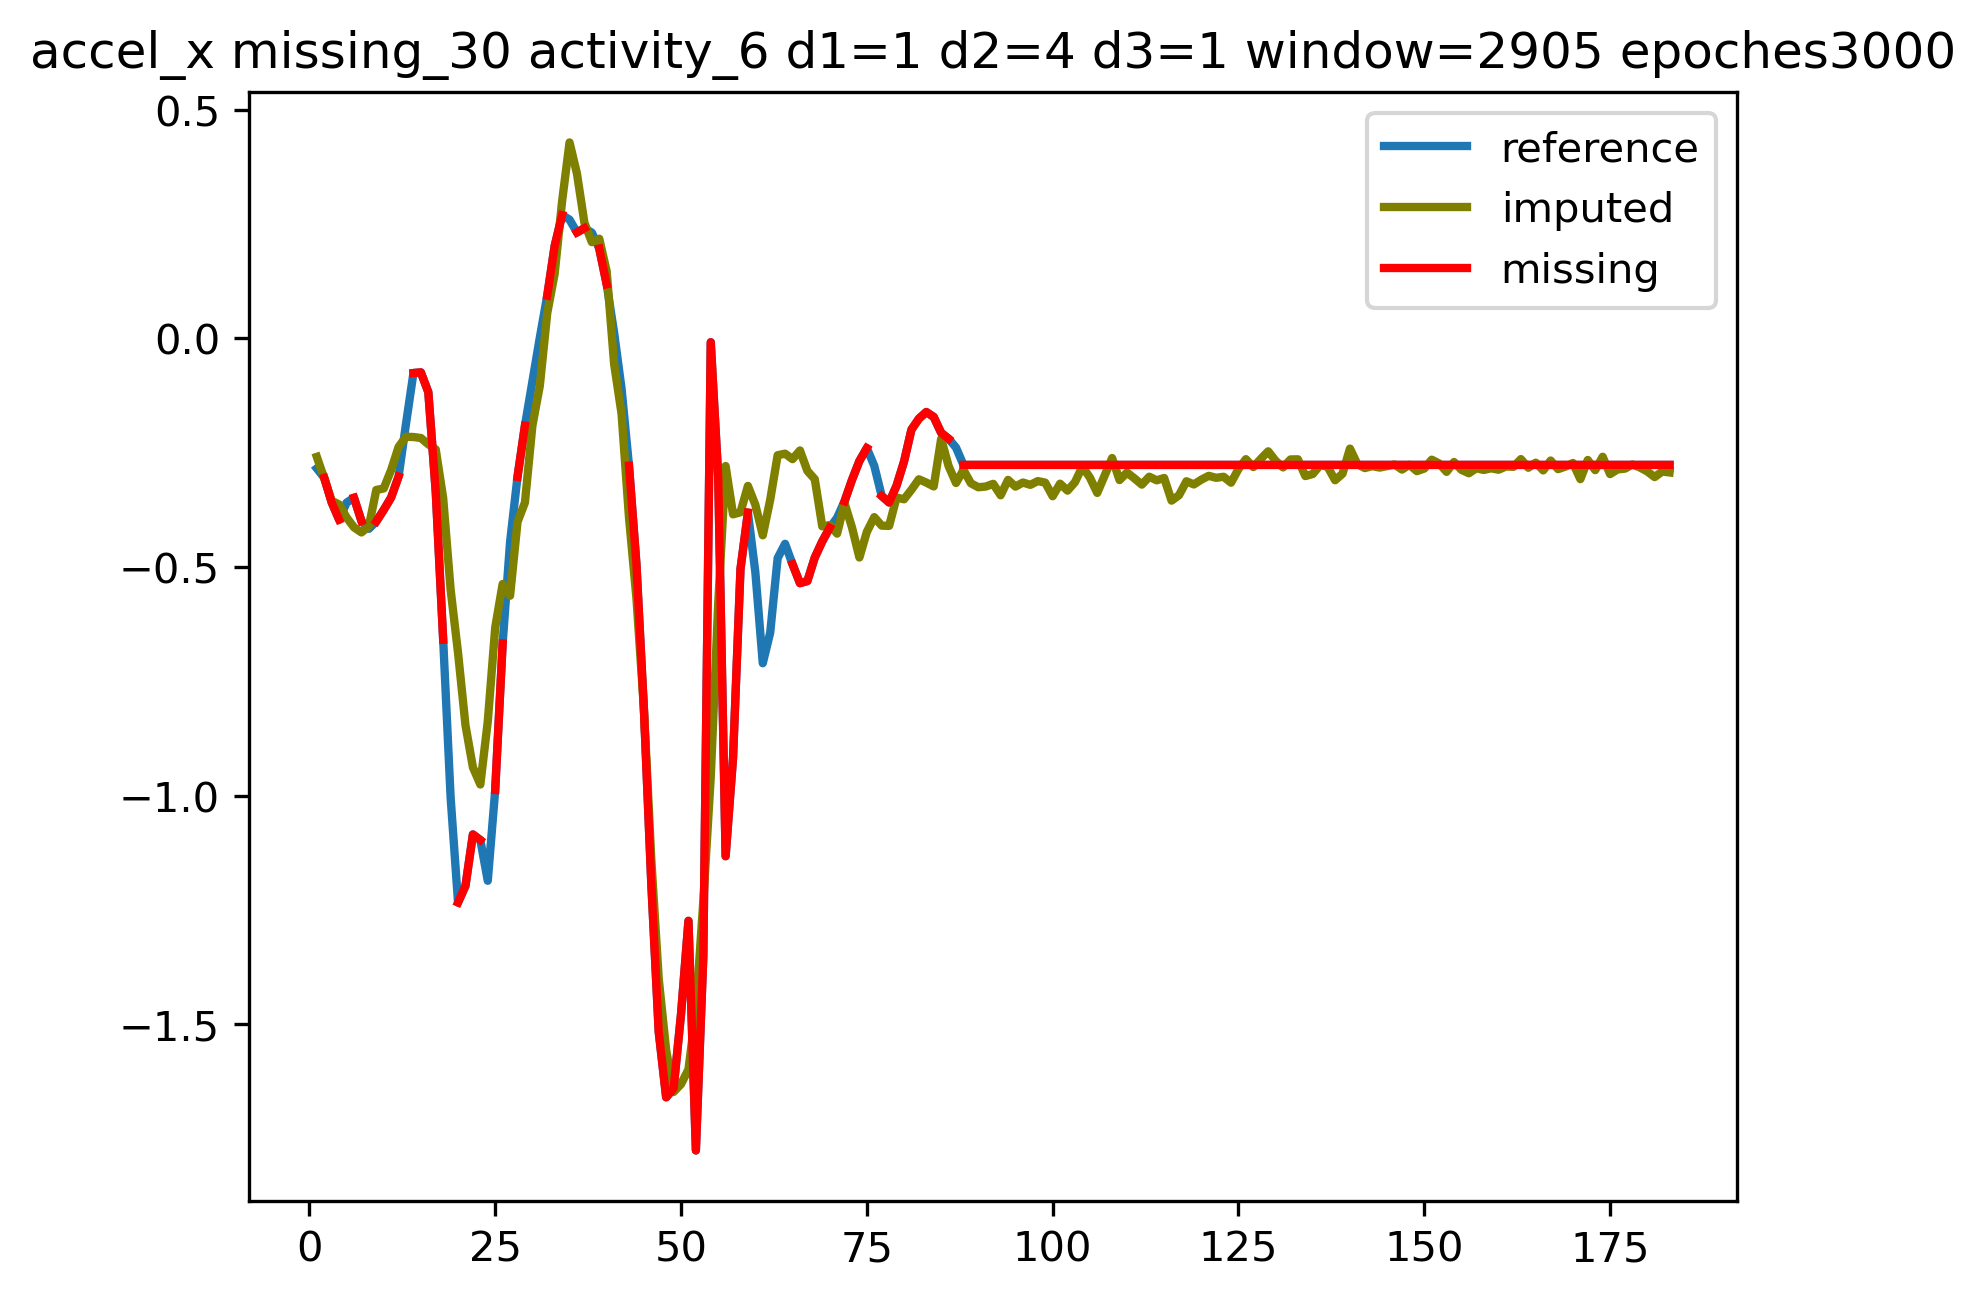 accel_x missing_30 activity_6 d1=1 d2=4 d3=1 window=2905 epoches3000
reference
imputed
missing
0.5
0.0
−0.5
−1.0
−1.5
0 25 50 75 100 125 150 175